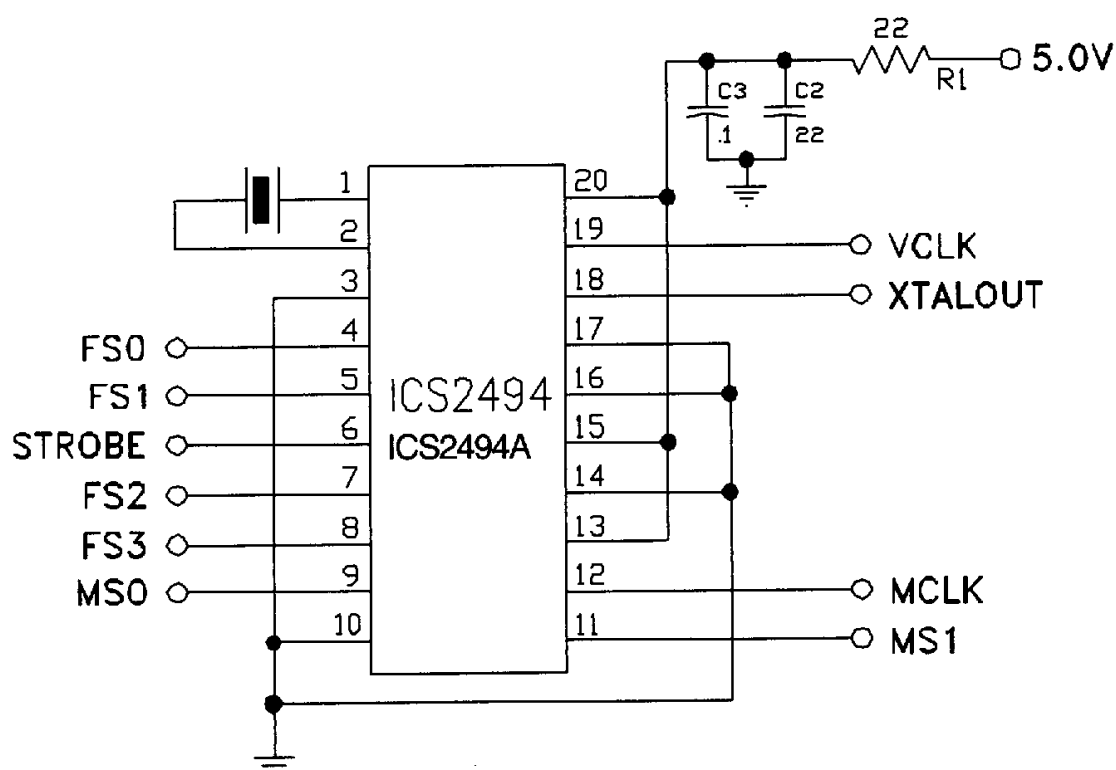 22
5.0V
R1
C3
C2
.1
22
1
20
2
19
VCLK
3
18
XTALOUT
FS0
4
17
FS1
5
ICS2494
16
STROBE
6
ICS2494A
15
FS2
7
14
FS3
8
13
MS0
9
12
MCLK
10
11
MS1